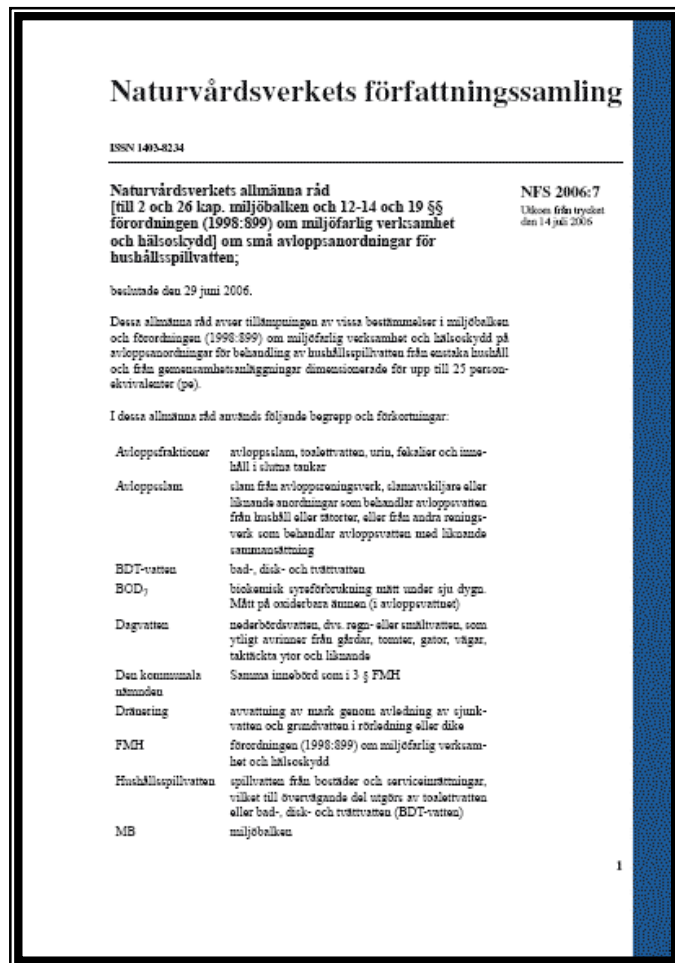 Naturvårdsverkets författningssamling
ISSN 1403-8234
Naturvårdsverkets allmänna råd
[till 2 och 26 kap. miljöbalken och 12-14 och 19 §§
förordningen (1998:899) om miljöfarlig verksamhet
och hälsoskydd] om små avloppsanordningar för
hushållsspillvatten;
NFS 2006:7
Utkom från trycket
den 14 juli 2006
beslutade den 29 juni 2006.
Dessa allmänna råd avser tillämpningen av vissa bestämmelser i miljöbalken
och förordningen (1998:899) om miljöfarlig verksamhet och hälsoskydd på
avloppsanordningar för behandling av hushållsspillvatten från enstaka hushåll
och från gemensamhetsanläggningar dimensionerade för upp till 25 person-
ekvivalenter (pe).
I dessa allmänna råd används följande begrepp och förkortningar:
Avloppsfraktioner avloppsslam, toalettvatten, urin, fekalier och inne-
håll i slutna tankar
Avloppsslam slam från avloppsreningsverk, slamavskiljare eller
liknande anordningar som behandlar avloppsvatten
från hushåll eller tätorter, eller från andra renings-
verk som behandlar avloppsvatten med liknande
sammansättning
BDT-vatten bad-, disk- och tvättvatten
BOD7 biokemisk syreförbrukning mätt under sju dygn.
Mått på oxiderbara ämnen (i avloppsvattnet)
Dagvatten nederbördsvatten, dvs. regn- eller smältvatten, som
ytligt avrinner från gårdar, tomter, gator, vägar,
taktäckta ytor och liknande
Den kommunala Samma innebörd som i 3 § FMH
nämnden
Dränering avvattning av mark genom avledning av sjunk-
vatten och grundvatten i rörledning eller dike
FMH förordningen (1998:899) om miljöfarlig verksam-
het och hälsoskydd
Hushållsspillvatten spillvatten från bostäder och serviceinrättningar,
vilket till övervägande del utgörs av toalettvatten
eller bad-, disk- och tvättvatten (BDT-vatten)
MB miljöbalken
1